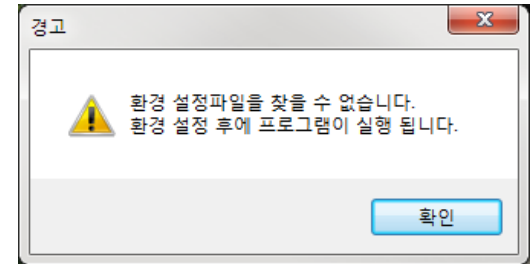 경고
환경 설정파일을 찾을 수 없습니다.
환경 설정 후에 프로그램이 실행 됩니다.
확인